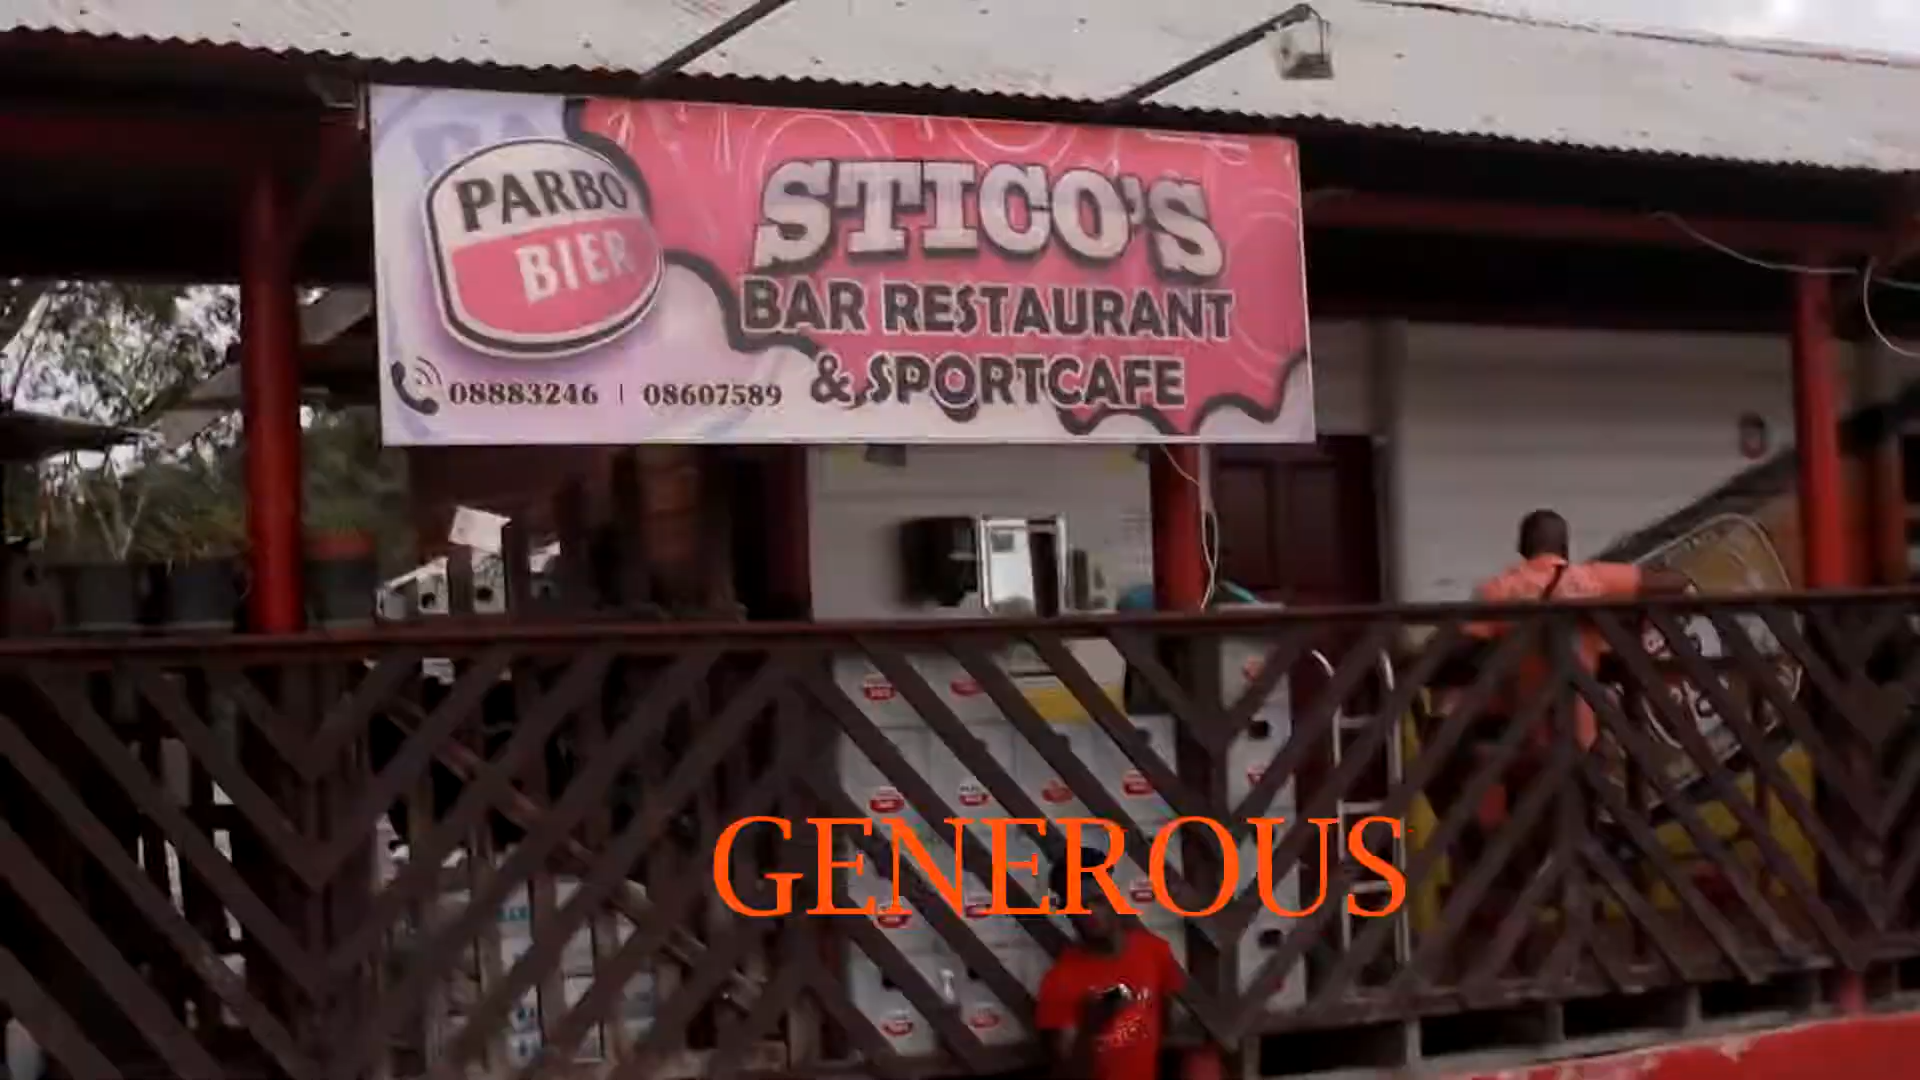 PARBO
BIER
STICO'S
BAR RESTAURANT
& SPORTCAFE
08883246 | 08607589
GENEROUS